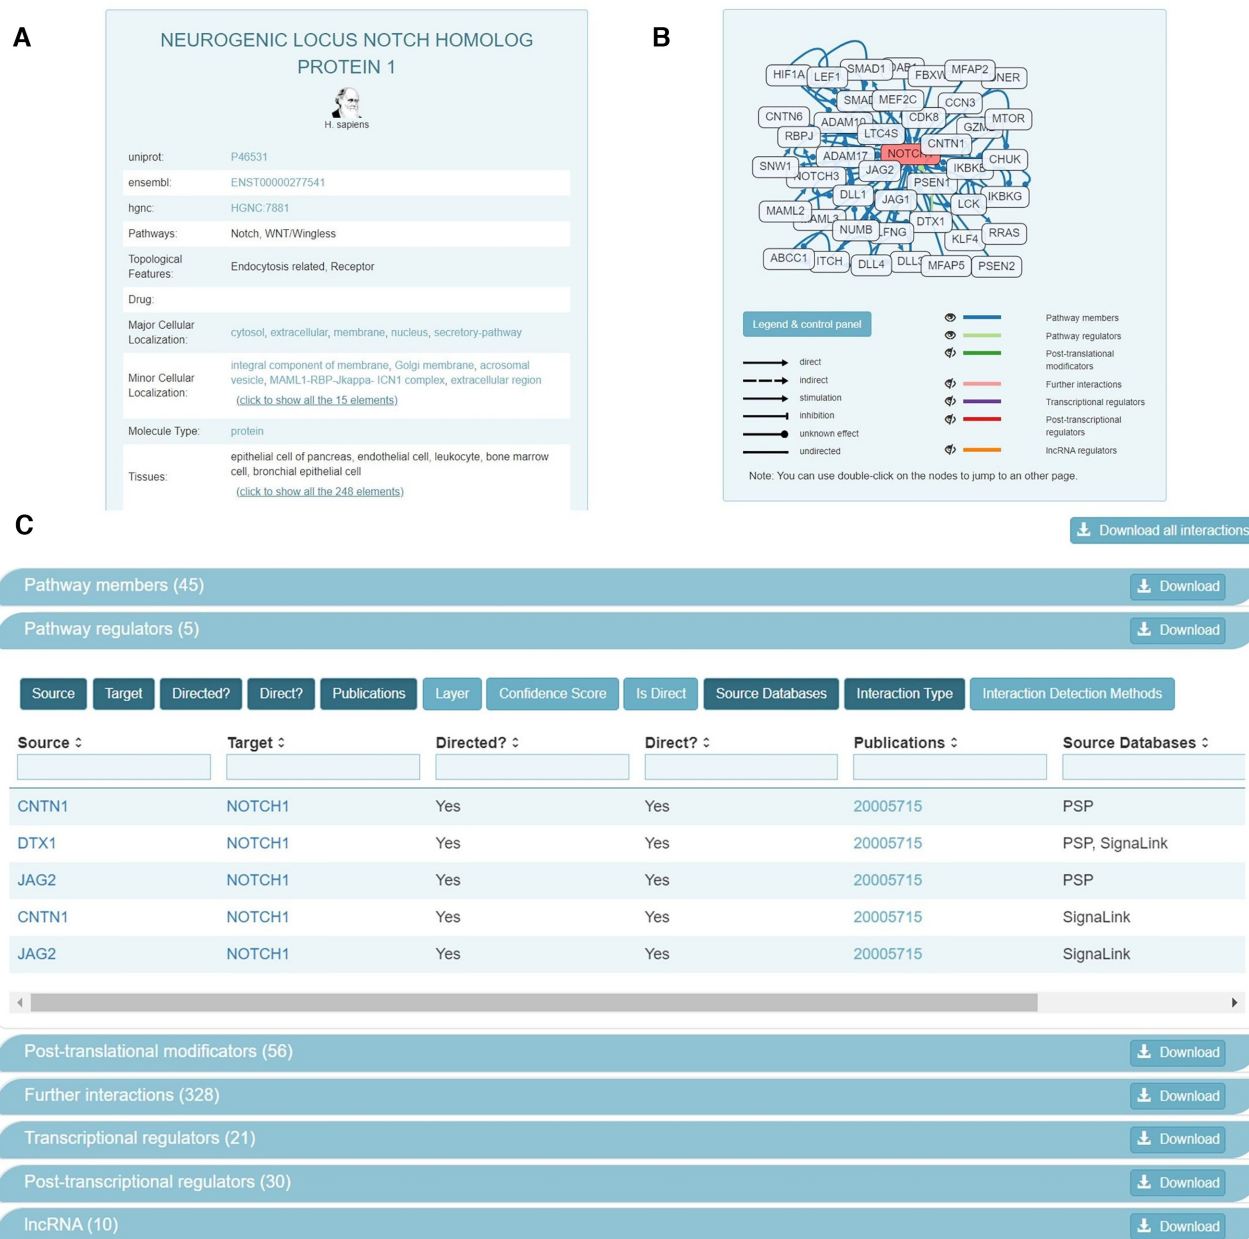 A
NEUROGENIC LOCUS NOTCH HOMOLOG
PROTEIN 1
H. sapiens
uniprot: P46531
ensembl: ENST00000277541
hgnc: HGNC:7881
Pathways: Notch, WNT/Wingless
Topological
Features: Endocytosis related, Receptor
Drug:
Major Cellular
Localization: cytosol, extracellular, membrane, nucleus, secretory-pathway
Minor Cellular
Localization: integral component of membrane, Golgi membrane, acrosomal
vesicle, MAML1-RBP-Jkappa- ICN1 complex, extracellular region
(click to show all the 15 elements)
Molecule Type: protein
Tissues: epithelial cell of pancreas, endothelial cell, leukocyte, bone marrow
cell, bronchial epithelial cell
(click to show all the 248 elements)
B
HIF1A LEF1 SMAD1 DAB1 FBXW MFAP2 DNER
SMAD MEF2C CCN3
CNTN6 ADAM10 CDK8 MTOR
RBPJ LTC4S GZM
NOTCH1 CNTN1
SNW1 ADAM17 JAG2 IKBKB CHUK
NOTCH3 PSEN1
DLL1 JAG1 LCK IKBKG
MAML2 MAML3 NUMB LFNG DTX1 KLF4 RRAS
ABCC1 ITCH DLL4 DLL3 MFAP5 PSEN2
Legend & control panel
direct
indirect
stimulation
inhibition
unknown effect
undirected
Pathway members
Pathway regulators
Post-translational
modificators
Further interactions
Transcriptional regulators
Post-transcriptional
regulators
lncRNA regulators
Note: You can use double-click on the nodes to jump to an other page.
C
Download all interactions
Pathway members (45) Download
Pathway regulators (5) Download
Source Target Directed? Direct? Publications Layer Confidence Score Is Direct Source Databases Interaction Type Interaction Detection Methods
Source Target Directed? Direct? Publications Source Databases
CNTN1 NOTCH1 Yes Yes 20005715 PSP
DTX1 NOTCH1 Yes Yes 20005715 PSP, SignaLink
JAG2 NOTCH1 Yes Yes 20005715 PSP
CNTN1 NOTCH1 Yes Yes 20005715 SignaLink
JAG2 NOTCH1 Yes Yes 20005715 SignaLink
Post-translational modificators (56) Download
Further interactions (328) Download
Transcriptional regulators (21) Download
Post-transcriptional regulators (30) Download
lncRNA (10) Download